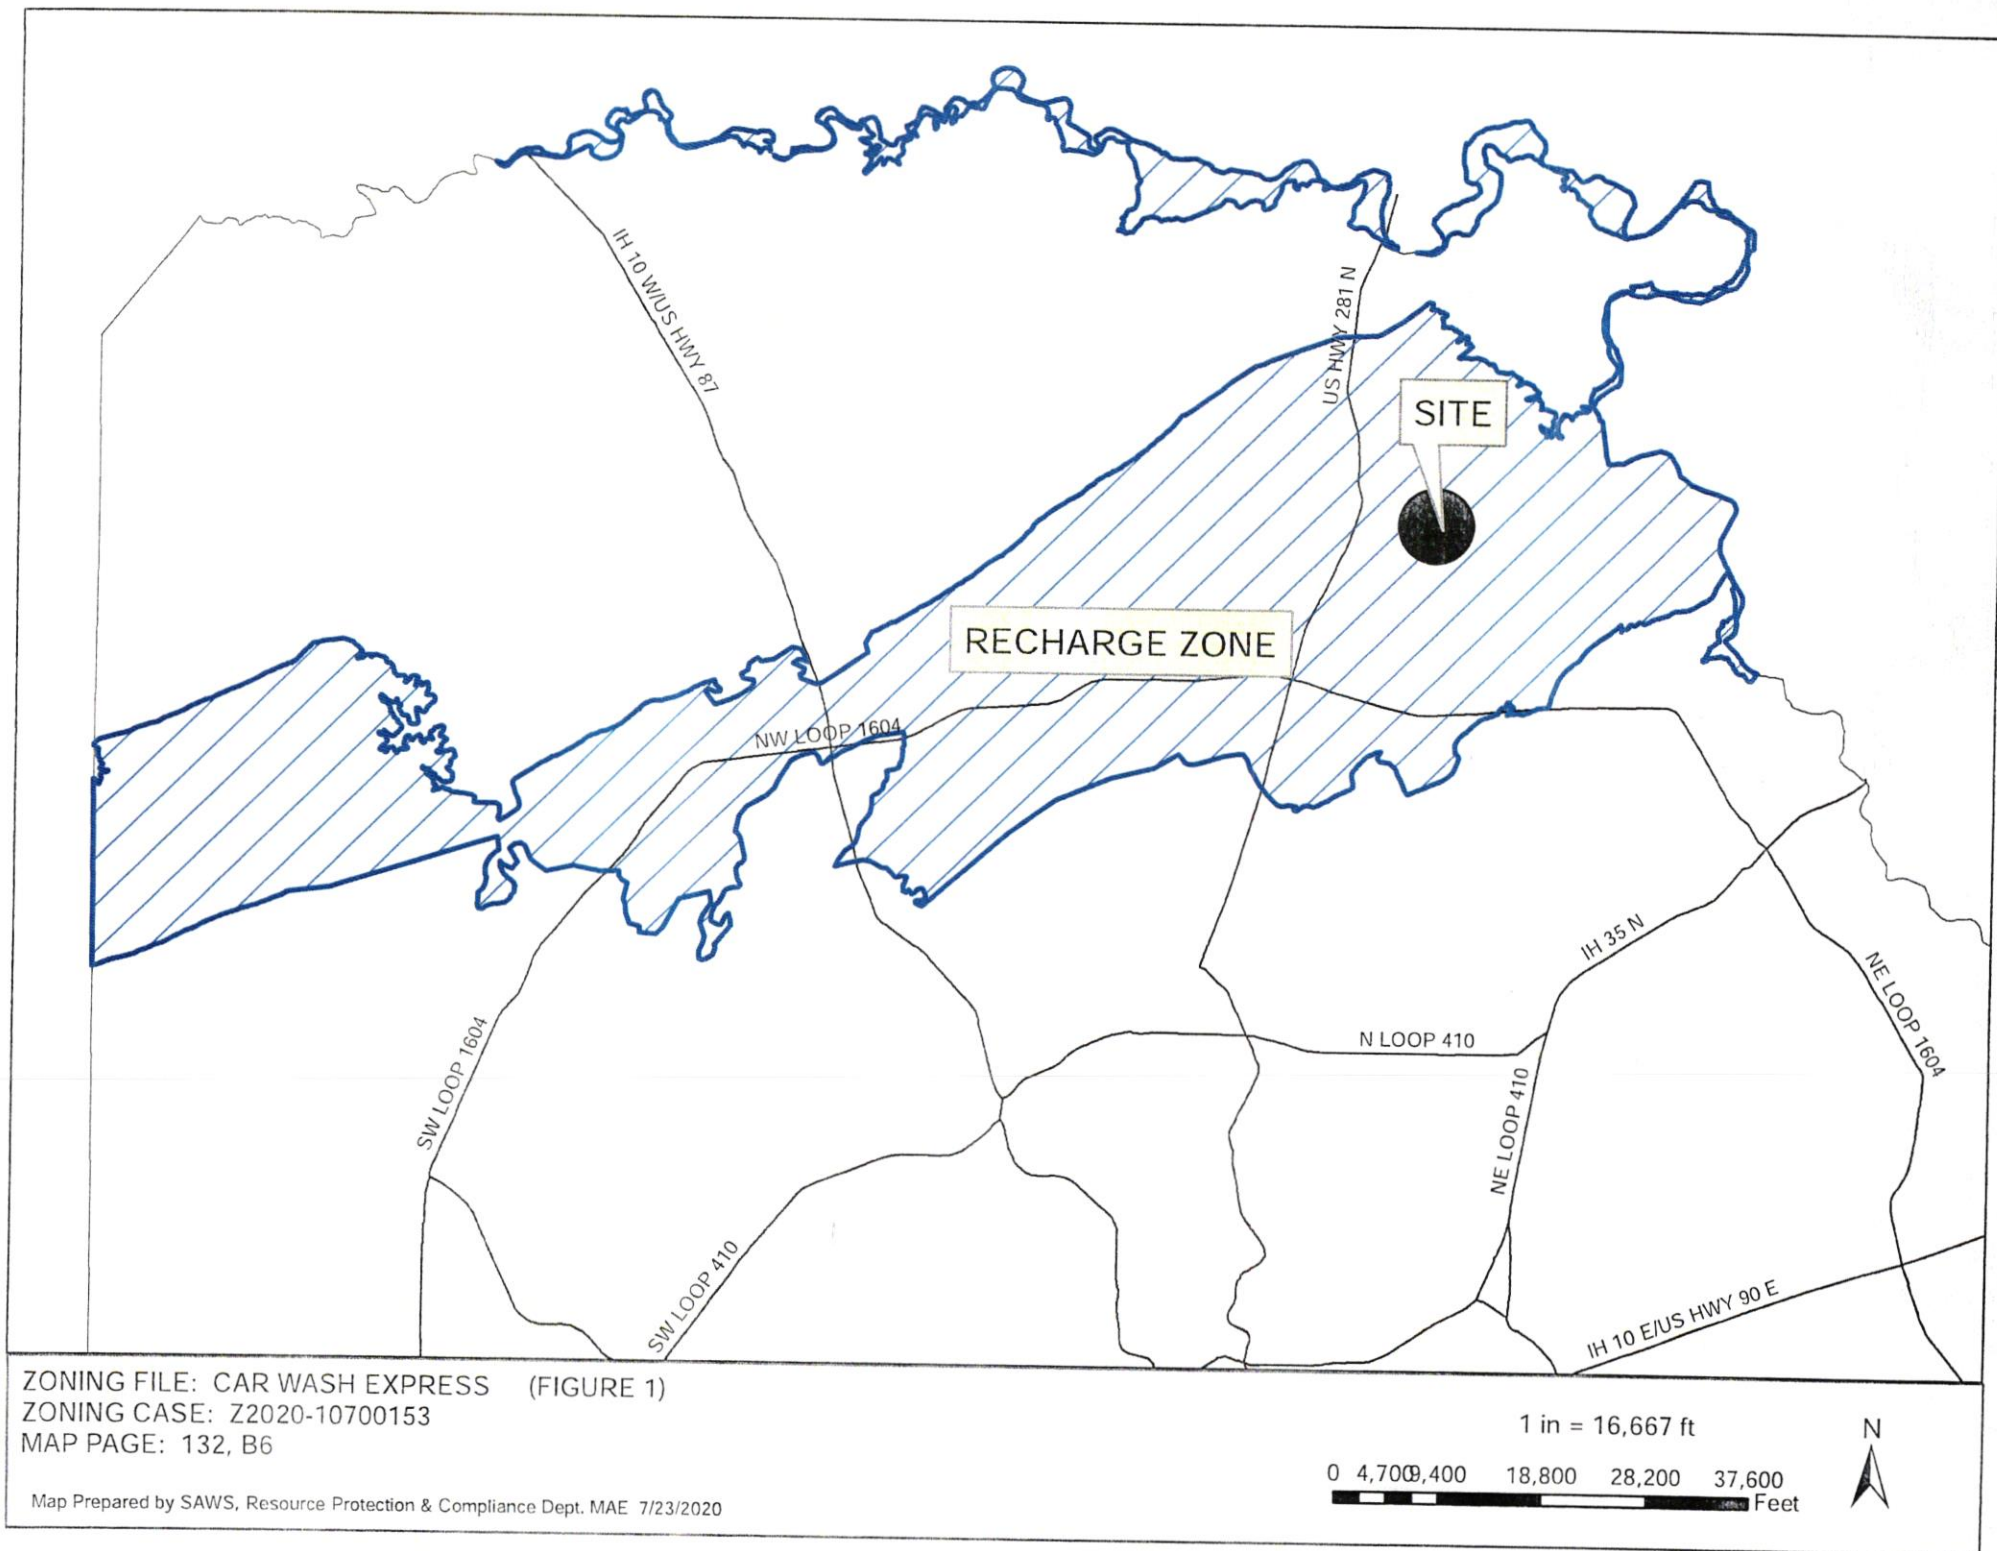 IH 10 W/US HWY 87
US HWY 281 N
SITE
RECHARGE ZONE
NW LOOP 1604
IH 35 N
NE LOOP 1604
N LOOP 410
SW LOOP 1604
NE LOOP 410
SW LOOP 410
IH 10 E/US HWY 90 E
ZONING FILE: CAR WASH EXPRESS (FIGURE 1)
ZONING CASE: Z2020-10700153
MAP PAGE: 132, B6
Map Prepared by SAWS, Resource Protection & Compliance Dept. MAE 7/23/2020
1 in = 16,667 ft
N
0 4,700 9,400 18,800 28,200 37,600
Feet